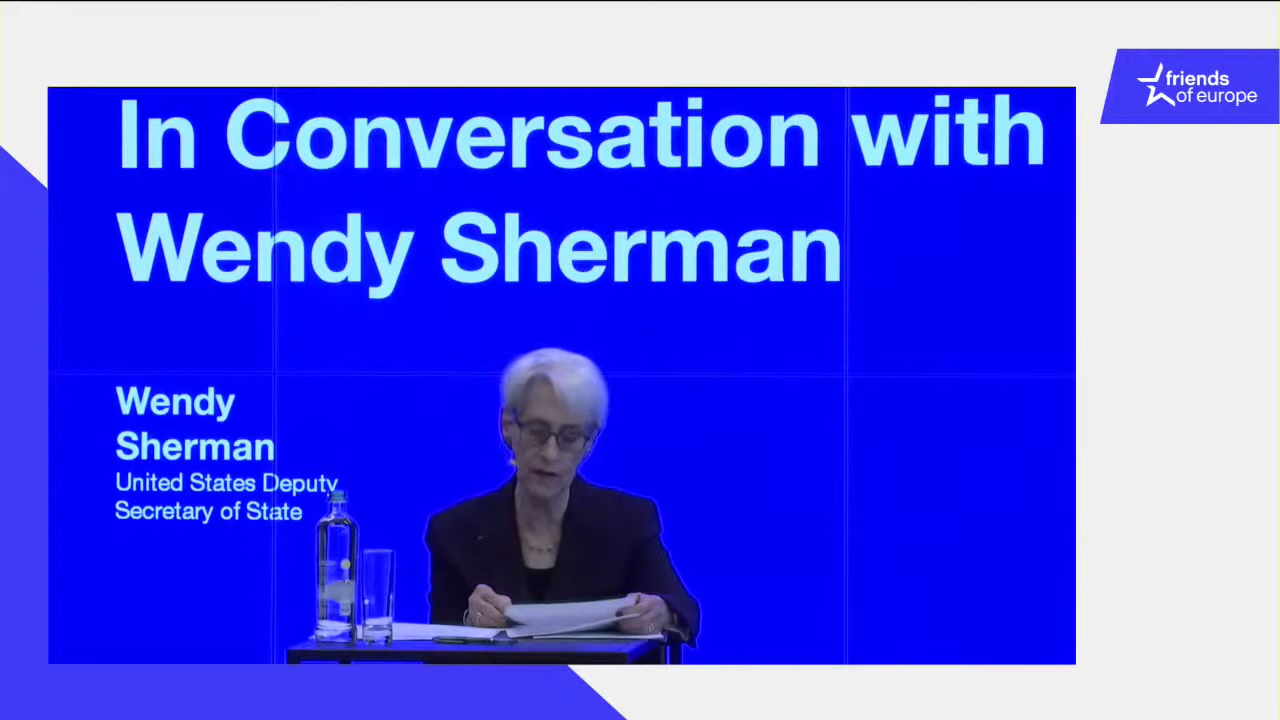 In Conversation with
Wendy Sherman
Wendy
Sherman
United States Deputy
Secretary of State
friends
of europe